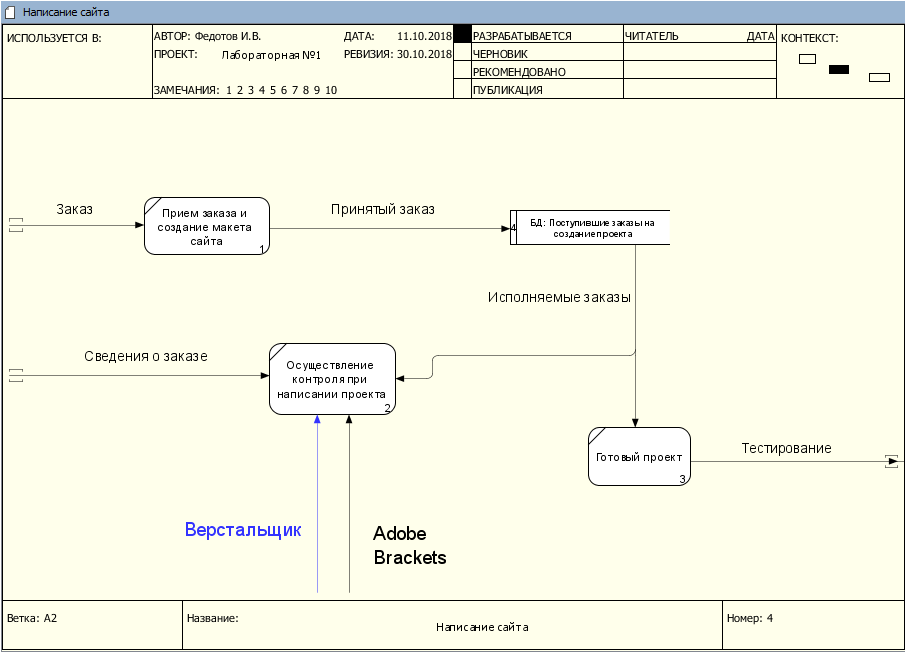 Написание сайта
ИСПОЛЬЗУЕТСЯ В:
АВТОР: Федотов И.В.
ДАТА: 11.10.2018
ПРОЕКТ: Лабораторная №1
РЕВИЗИЯ: 30.10.2018
ЗАМЕЧАНИЯ: 1 2 3 4 5 6 7 8 9 10
РАЗРАБАТЫВАЕТСЯ
ЧЕРНОВИК
РЕКОМЕНДОВАНО
ПУБЛИКАЦИЯ
ЧИТАТЕЛЬ
ДАТА
КОНТЕКСТ:
Заказ
Прием заказа и
создание макета
сайта
1
Принятый заказ
4
БД: Поступившие заказы на
создание проекта
Исполняемые заказы
Сведения о заказе
Осуществление
контроля при
написании проекта
2
Готовый проект
3
Тестирование
Верстальщик
Adobe
Brackets
Ветка: A2
Название:
Написание сайта
Номер: 4